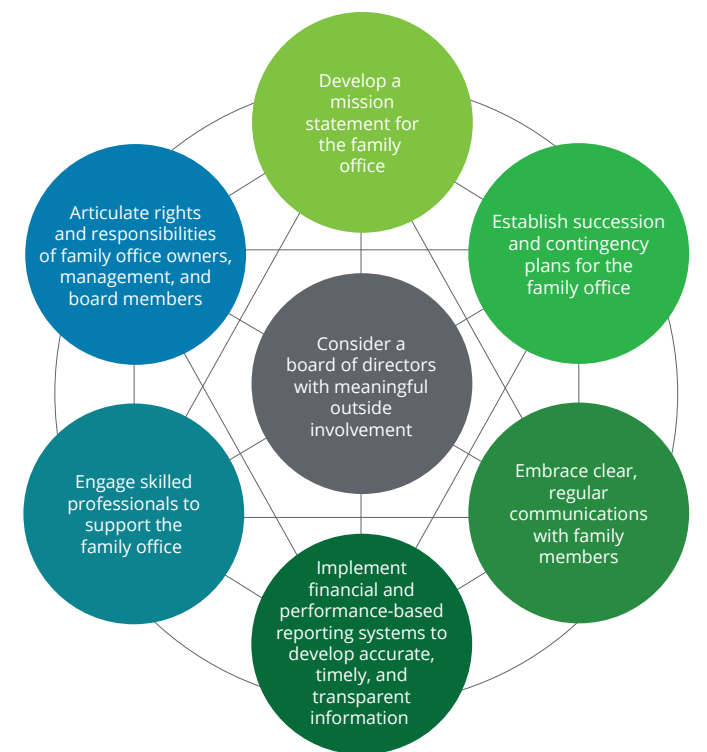 Develop a
mission
statement for
the family
office
Articulate rights
and responsibilities
of family office owners,
management, and
board members
Establish succession
and contingency
plans for the
family office
Consider a
board of directors
with meaningful
outside
involvement
Engage skilled
professionals to
support the
family office
Embrace clear,
regular
communications
with family
members
Implement
financial and
performance-based
reporting systems to
develop accurate,
timely, and
transparent
information